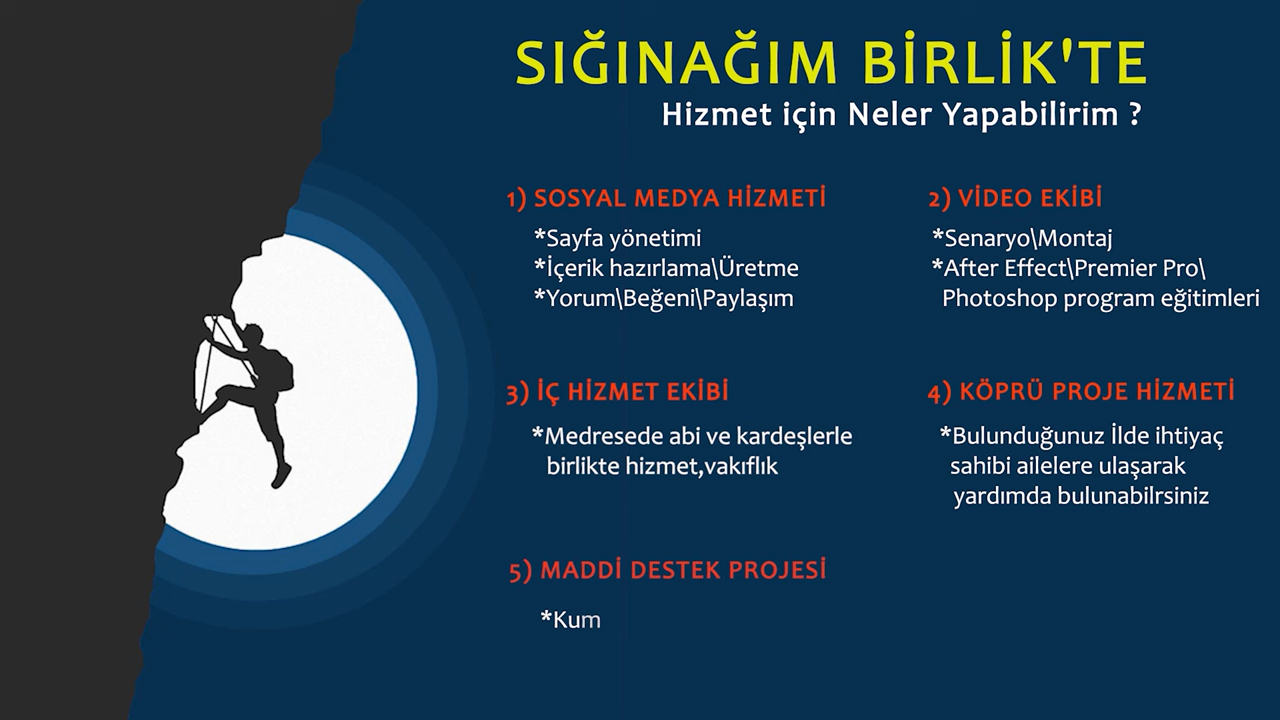 SIĞINAĞIM BİRLİK'TE
Hizmet için Neler Yapabilirim ?
1) SOSYAL MEDYA HİZMETİ
*Sayfa yönetimi
*İçerik hazırlama\Üretme
*Yorum\Beğeni\Paylaşım
2) VİDEO EKİBİ
*Senaryo\Montaj
*After Effect\Premier Pro\
Photoshop program eğitimleri
3) İÇ HİZMET EKİBİ
*Medresede abi ve kardeşlerle
birlikte hizmet,vakıflık
4) KÖPRÜ PROJE HİZMETİ
*Bulunduğunuz İlde ihtiyaç
sahibi ailelere ulaşarak
yardımda bulunabilrsiniz
5) MADDİ DESTEK PROJESİ
*Kum